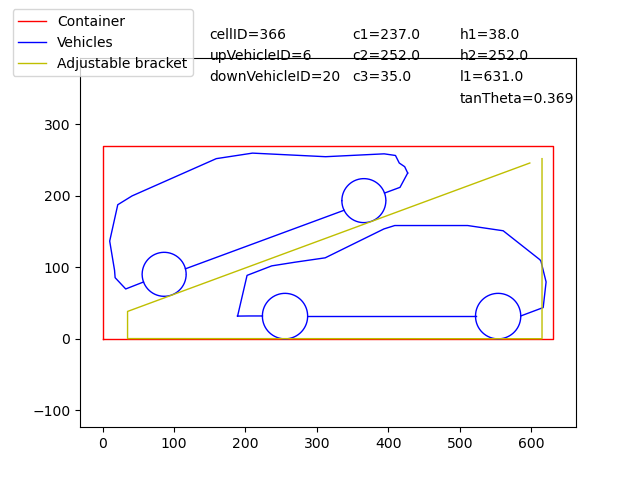 Container
Vehicles
Adjustable bracket
cellID=366 c1=237.0 h1=38.0
upVehicleID=6 c2=252.0 h2=252.0
downVehicleID=20 c3=35.0 l1=631.0
tanTheta=0.369
300
200
100
0
−100
0 100 200 300 400 500 600